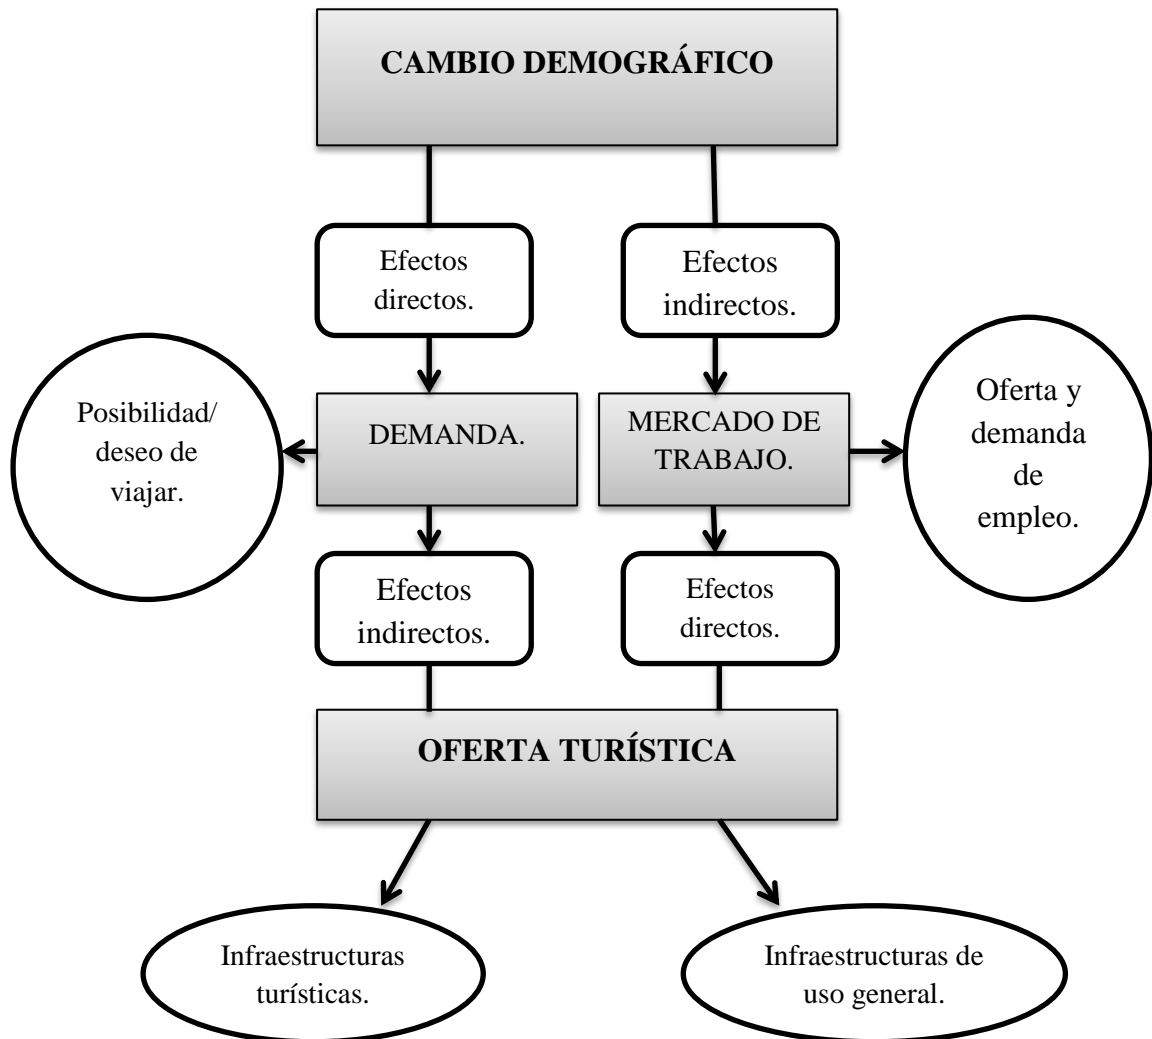 CAMBIO DEMOGRÁFICO
Efectos
directos.
Efectos
indirectos.
Posibilidad/
deseo de
viajar.
DEMANDA.
MERCADO DE
TRABAJO.
Oferta y
demanda
de
empleo.
Efectos
indirectos.
Efectos
directos.
OFERTA TURÍSTICA
Infraestructuras
turísticas.
Infraestructuras de
uso general.